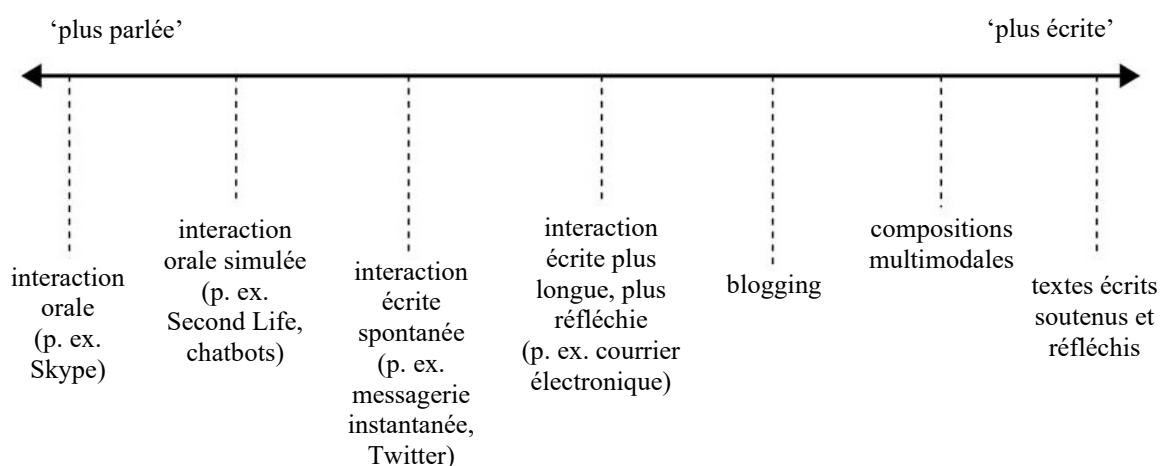 ‘plus parlée’
‘plus écrite’
interaction
orale
(p. ex.
Skype)
interaction
orale simulée
(p. ex.
Second Life,
chatbots)
interaction
écrite
spontanée
(p. ex.
messagerie
instantanée,
Twitter)
interaction
écrite plus
longue, plus
réfléchie
(p. ex. courrier
électronique)
blogging
compositions
multimodales
textes écrits
soutenus et
réfléchis